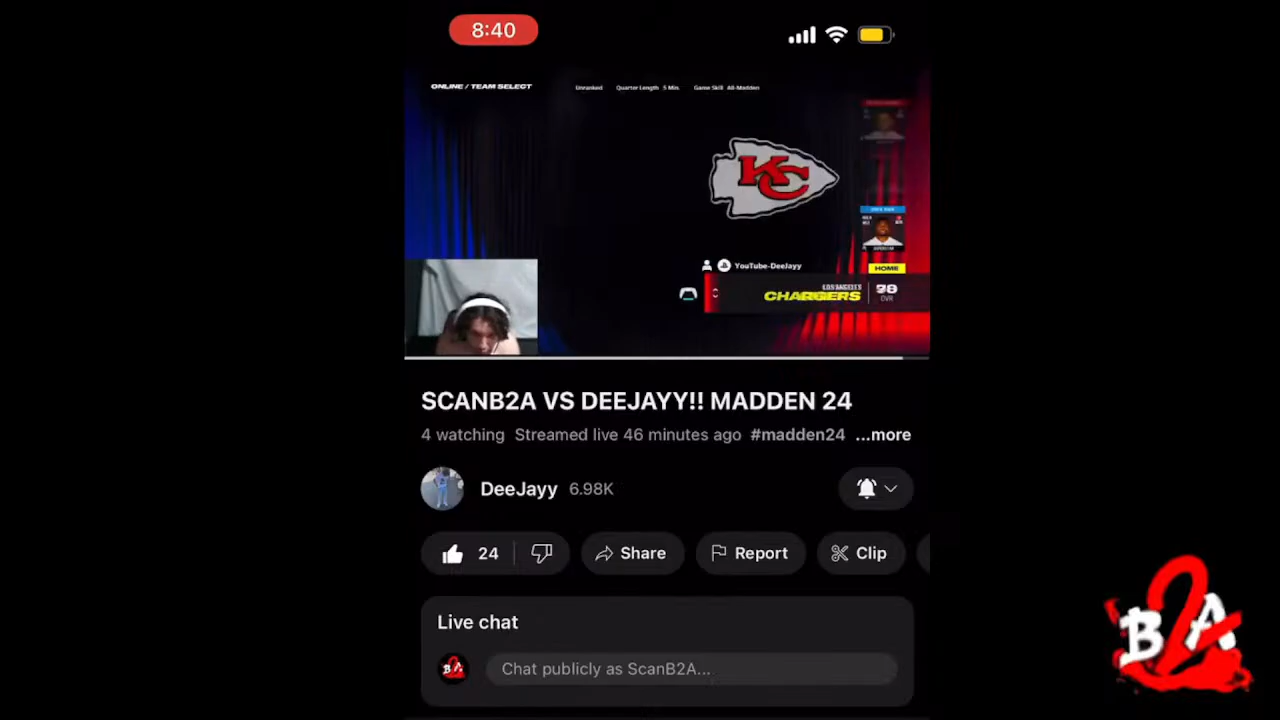 8:40
ONLINE / TEAM SELECT
Unranked Quarter Length 5 Min Game Skill All-Madden
KC
YouTube-DeeJayy
HOME
LOS ANGELES
CHARGERS
OVR
SCANB2A VS DEEJAYY!! MADDEN 24
4 watching Streamed live 46 minutes ago #madden24 ...more
DeeJayy 6.98K
24 Share Report Clip
Live chat
B2A Chat publicly as ScanB2A...
B2A